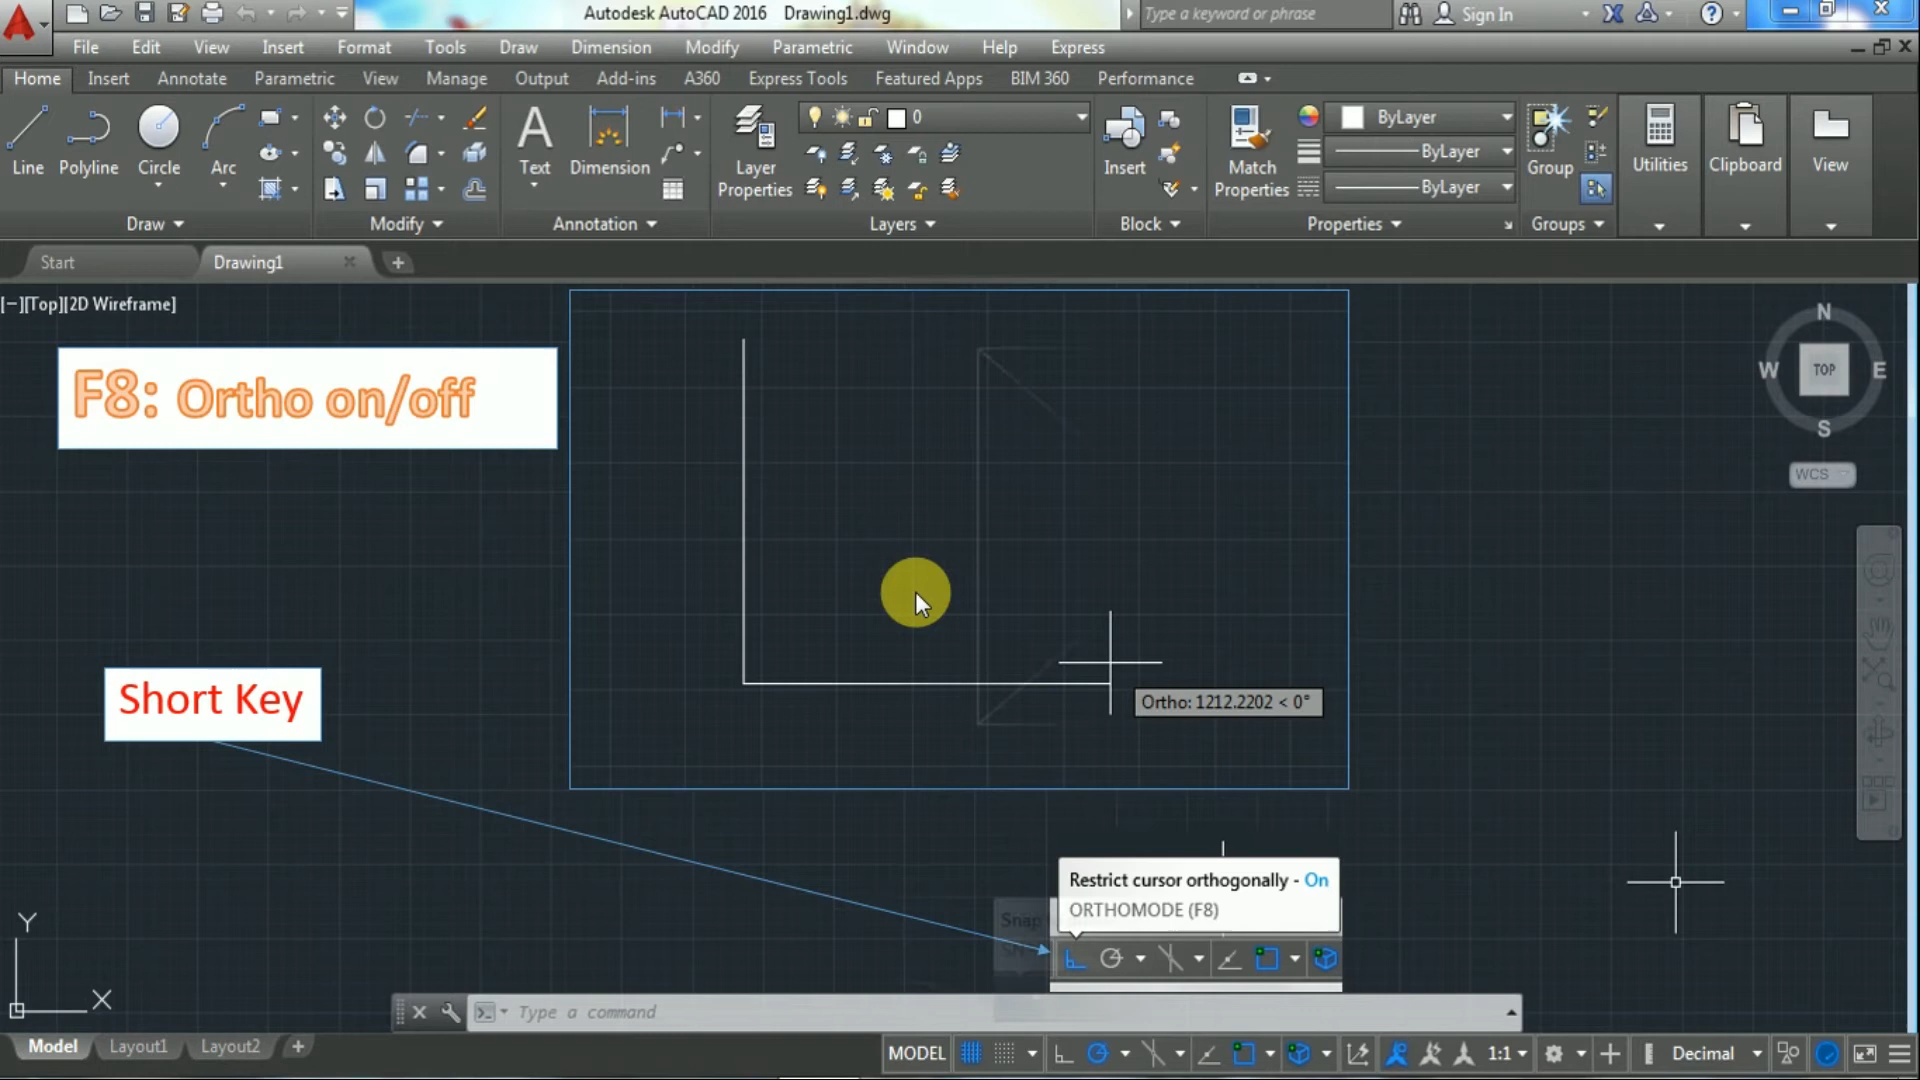 Autodesk AutoCAD 2016 Drawing1.dwg
Type a keyword or phrase
Sign In
File Edit View Insert Format Tools Draw Dimension Modify Parametric Window Help Express
Home Insert Annotate Parametric View Manage Output Add-ins A360 Express Tools Featured Apps BIM 360 Performance
0
ByLayer
ByLayer
ByLayer
Line Polyline Circle Arc
Text Dimension
Layer Properties
Insert
Match Properties
Group
Utilities Clipboard View
Draw Modify Annotation Layers Block Properties Groups
Start Drawing1
[−][Top][2D Wireframe]
N
W TOP E
S
WCS
F8: Ortho on/off
Short Key
Ortho: 1212.2202 < 0°
Restrict cursor orthogonally - On
ORTHOMODE (F8)
Snap
Y
X
Type a command
Model Layout1 Layout2
MODEL 1:1 Decimal